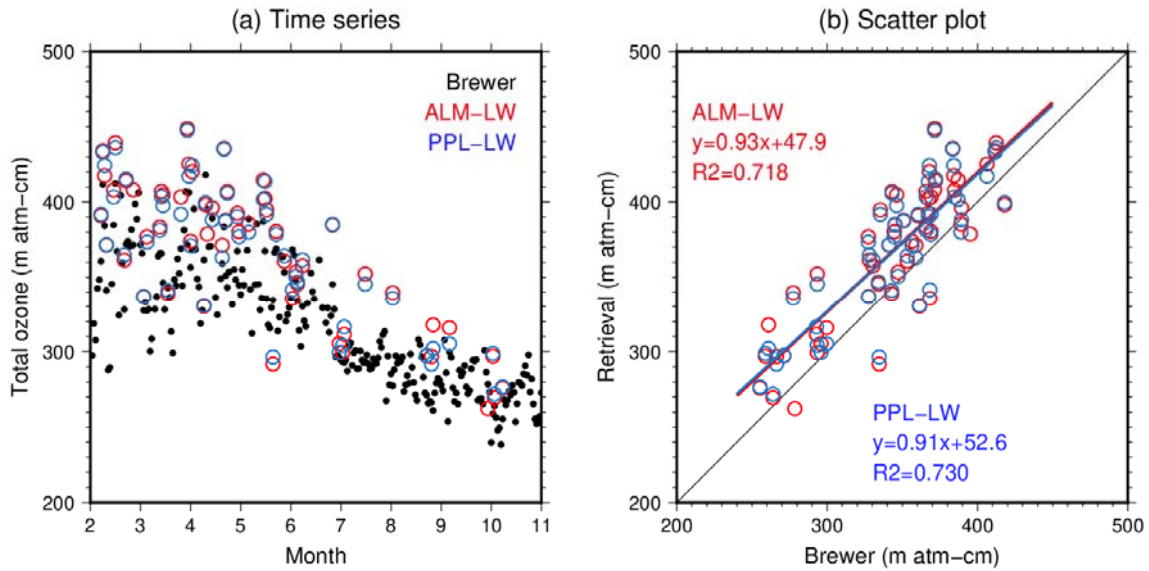 (a) Time series
500
400
300
200
Total ozone (m atm−cm)
Brewer
ALM−LW
PPL−LW
2 3 4 5 6 7 8 9 10 11
Month
(b) Scatter plot
500
400
300
200
Retrieval (m atm−cm)
ALM−LW
y=0.93x+47.9
R2=0.718
PPL−LW
y=0.91x+52.6
R2=0.730
200 300 400 500
Brewer (m atm−cm)